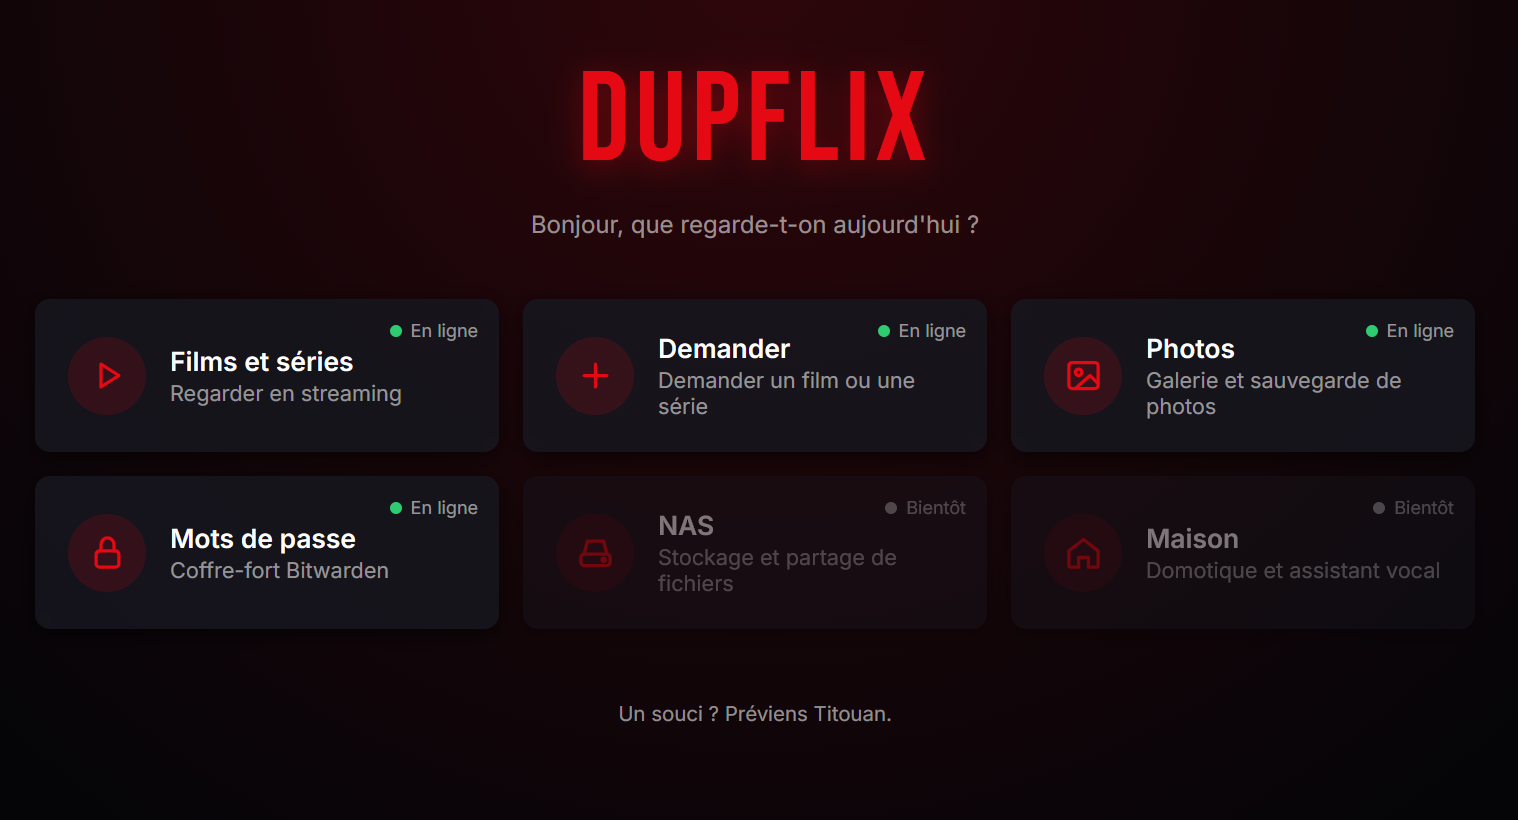 DUPFLIX
Bonjour, que regarde-t-on aujourd'hui ?
En ligne
Films et séries
Regarder en streaming
En ligne
Demander
Demander un film ou une
série
En ligne
Photos
Galerie et sauvegarde de
photos
En ligne
Mots de passe
Coffre-fort Bitwarden
Bientôt
NAS
Stockage et partage de
fichiers
Bientôt
Maison
Domotique et assistant vocal
Un souci ? Préviens Titouan.